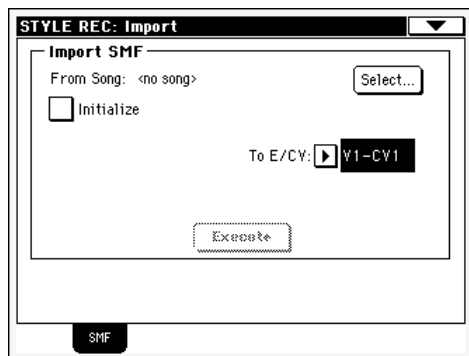 STYLE REC: Import
Import SMF
From Song: <no song>
Select...
Initialize
To E/CV: V1-CV1
Execute
SMF